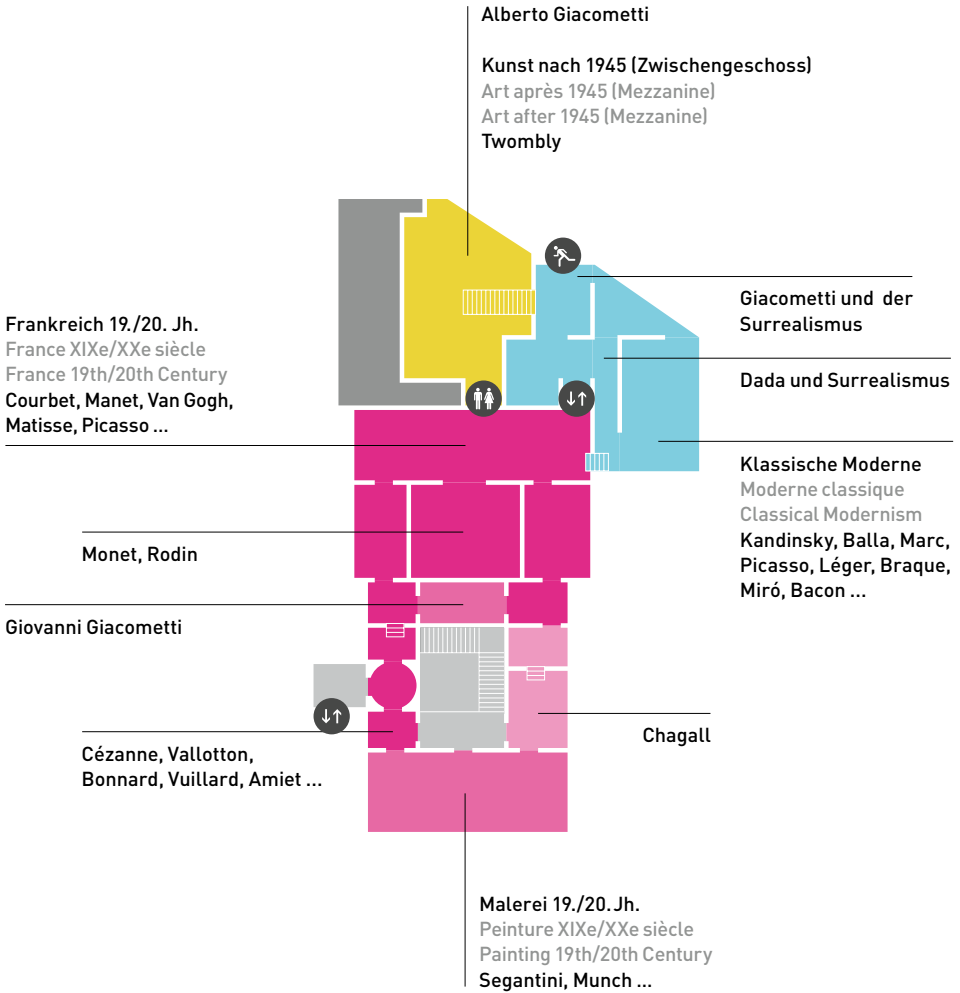 Alberto Giacometti
Kunst nach 1945 (Zwischengeschoss)
Art après 1945 (Mezzanine)
Art after 1945 (Mezzanine)
Twombly
Giacometti und der
Surrealismus
Frankreich 19./20. Jh.
France XIXe/XXe siècle
France 19th/20th Century
Courbet, Manet, Van Gogh,
Matisse, Picasso ...
Dada und Surrealismus
Klassische Moderne
Moderne classique
Classical Modernism
Kandinsky, Balla, Marc,
Picasso, Léger, Braque,
Miró, Bacon ...
Monet, Rodin
Giovanni Giacometti
Chagall
Cézanne, Vallotton,
Bonnard, Vuillard, Amiet ...
Malerei 19./20. Jh.
Peinture XIXe/XXe siècle
Painting 19th/20th Century
Segantini, Munch ...